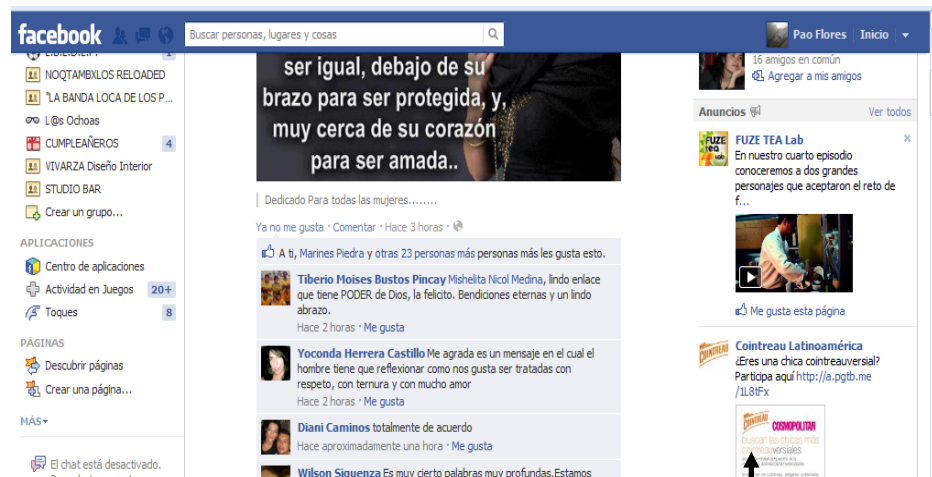 facebook
Buscar personas, lugares y cosas
Pao Flores
Inicio
1
NOQTAMBXLOS RELOADED
"LA BANDA LOCA DE LOS P...
L@s Ochoas
CUMPLEAÑEROS 4
VIVARZA Diseño Interior
STUDIO BAR
Crear un grupo...
APLICACIONES
Centro de aplicaciones
Actividad en Juegos 20+
Toques 8
PÁGINAS
Descubrir páginas
Crear una página...
MÁS
El chat está desactivado.
ser igual, debajo de su
brazo para ser protegida, y,
muy cerca de su corazón
para ser amada..
Dedicado Para todas las mujeres........
Ya no me gusta · Comentar · Hace 3 horas ·
A ti, Marines Piedra y otras 23 personas más personas más les gusta esto.
Tiberio Moises Bustos Pincay Mishelita Nicol Medina, lindo enlace
que tiene PODER de Dios, la felicito. Bendiciones eternas y un lindo
abrazo.
Hace 2 horas · Me gusta
Yoconda Herrera Castillo Me agrada es un mensaje en el cual el
hombre tiene que reflexionar como nos gusta ser tratadas con
respeto, con ternura y con mucho amor
Hace 2 horas · Me gusta
Diani Caminos totalmente de acuerdo
Hace aproximadamente una hora · Me gusta
Wilson Siguenza Es muy cierto palabras muy profundas.Estamos
16 amigos en común
Agregar a mis amigos
Anuncios
Ver todos
FUZE
tea
lab
FUZE TEA Lab
x
En nuestro cuarto episodio
conoceremos a dos grandes
personajes que aceptaron el reto de
f...
Me gusta esta página
COINTREAU
Cointreau Latinoamérica
¿Eres una chica cointreauversial?
Participa aquí http://a.pgtb.me
/1L8tFx
COINTREAU COSMOPOLITAN
buscan las chicas más
cointreauversiales